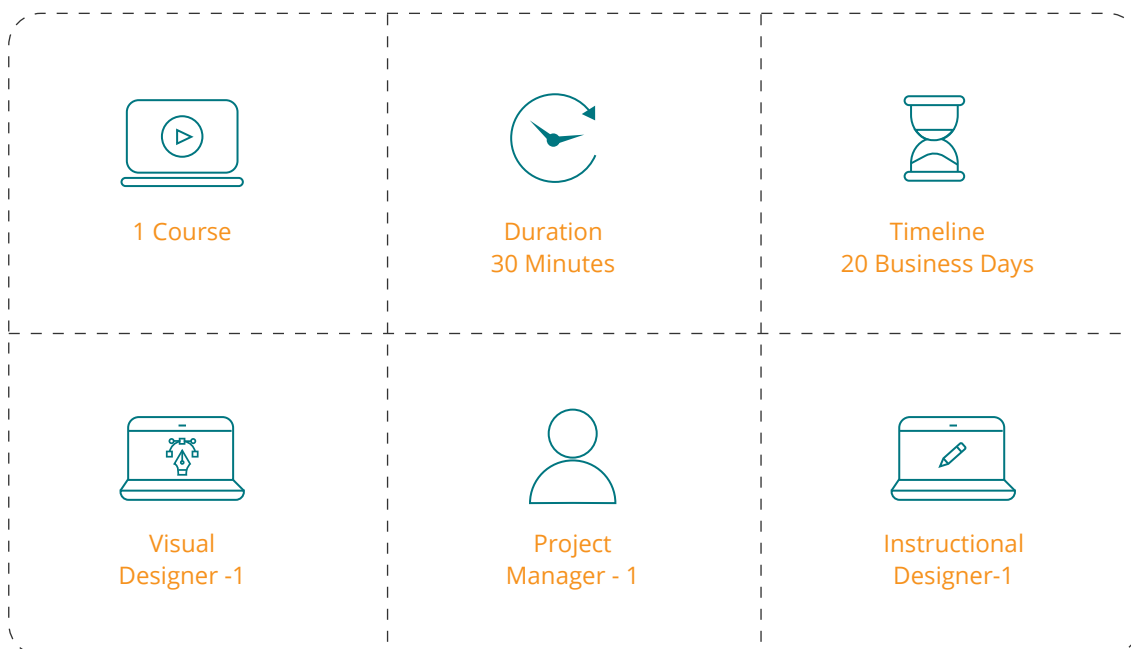 1 Course
Duration
30 Minutes
Timeline
20 Business Days
Visual
Designer -1
Project
Manager - 1
Instructional
Designer-1